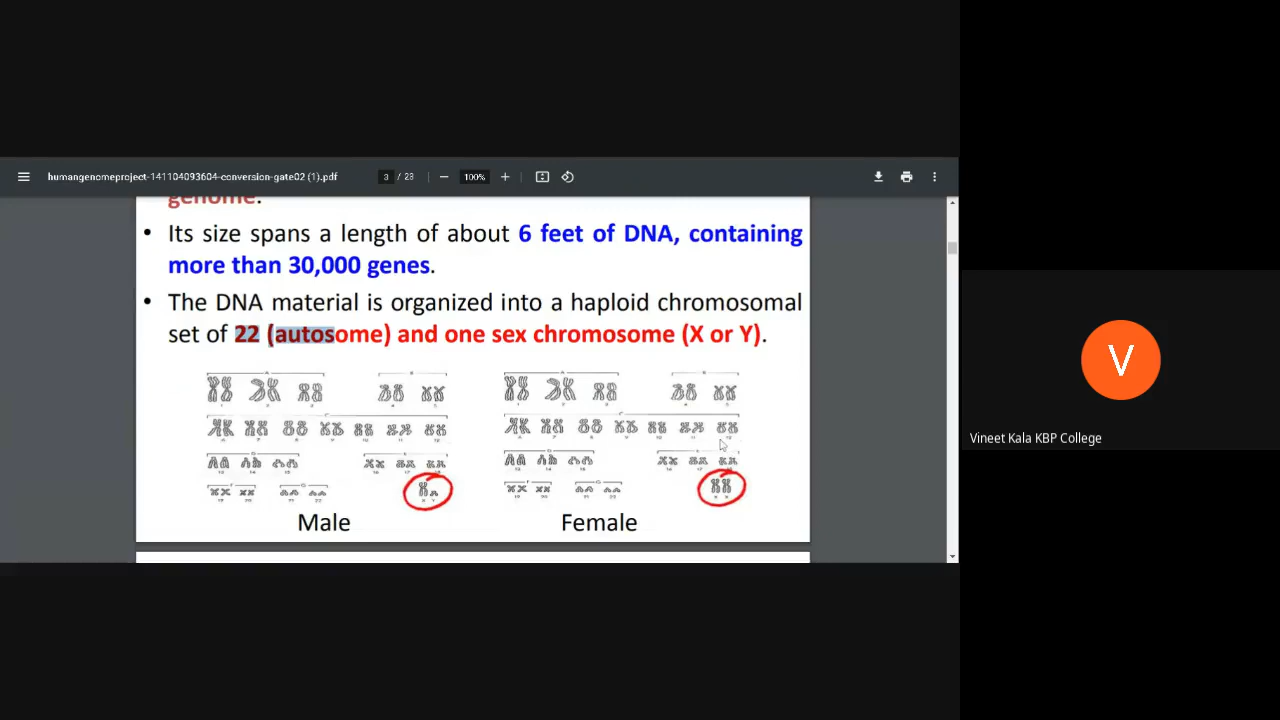 humangenomeproject-141104093604-conversion-gate02 (1).pdf
3 / 23
100%
genome.
• Its size spans a length of about 6 feet of DNA, containing
more than 30,000 genes.
• The DNA material is organized into a haploid chromosomal
set of 22 (autosome) and one sex chromosome (X or Y).
Male
Female
V
Vineet Kala KBP College